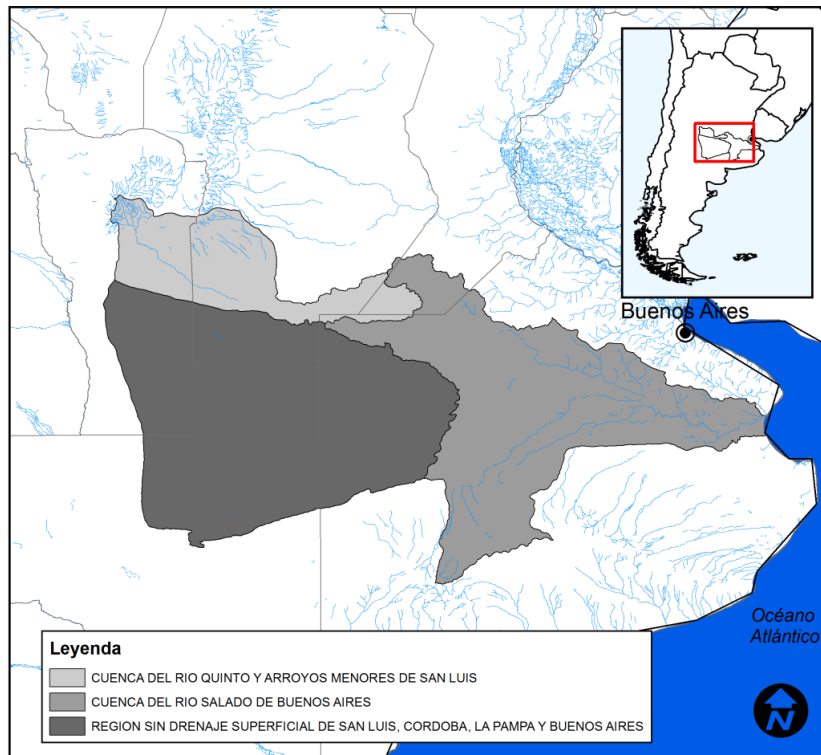 Buenos Aires
Océano
Atlántico
Leyenda
CUENCA DEL RIO QUINTO Y ARROYOS MENORES DE SAN LUIS
CUENCA DEL RIO SALADO DE BUENOS AIRES
REGION SIN DRENAJE SUPERFICIAL DE SAN LUIS, CORDOBA, LA PAMPA Y BUENOS AIRES
N